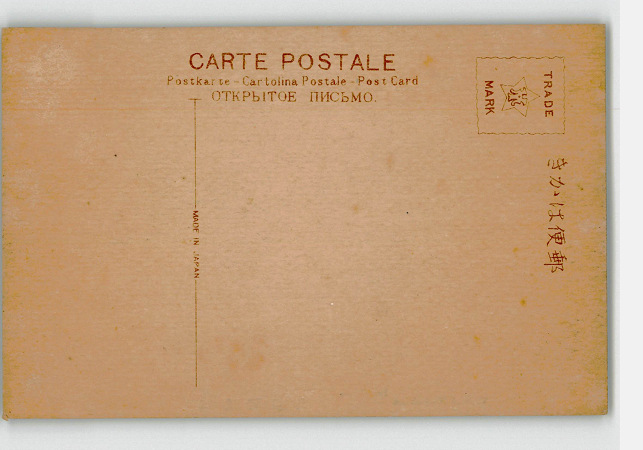 CARTE POSTALE
Postkarte - Cartolina Postale - Post Card
ОТКРЫТОЕ ПИСЬМО.
TRADE
MARK
きかは便郵
MADE IN JAPAN